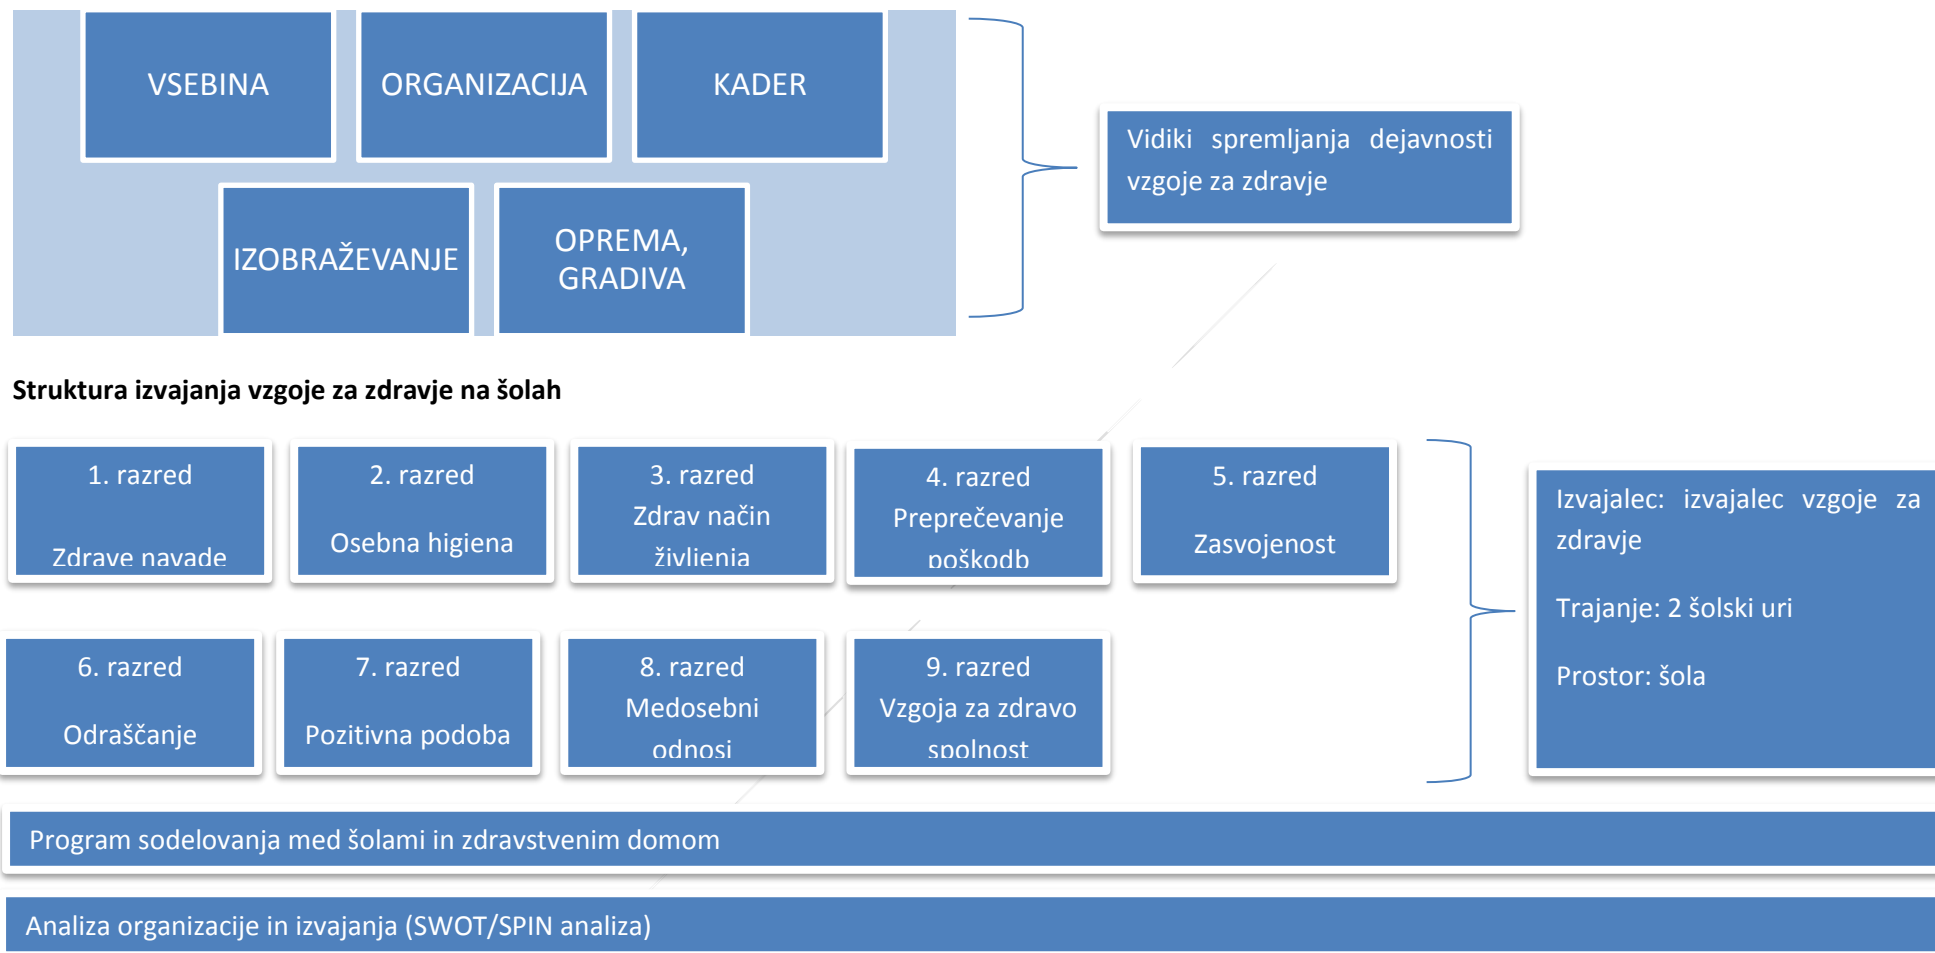 VSEBINA
ORGANIZACIJA
KADER
IZOBRAŽEVANJE
OPREMA,
GRADIVA
Vidiki spremljanja dejavnosti
vzgoje za zdravje
Struktura izvajanja vzgoje za zdravje na šolah
1. razred
Zdrave navade
2. razred
Osebna higiena
3. razred
Zdrav način
življenja
4. razred
Preprečevanje
poškodb
5. razred
Zasvojenost
6. razred
Odraščanje
7. razred
Pozitivna podoba
8. razred
Medosebni
odnosi
9. razred
Vzgoja za zdravo
spolnost
Izvajalec: izvajalec vzgoje za
zdravje
Trajanje: 2 šolski uri
Prostor: šola
Program sodelovanja med šolami in zdravstvenim domom
Analiza organizacije in izvajanja (SWOT/SPIN analiza)